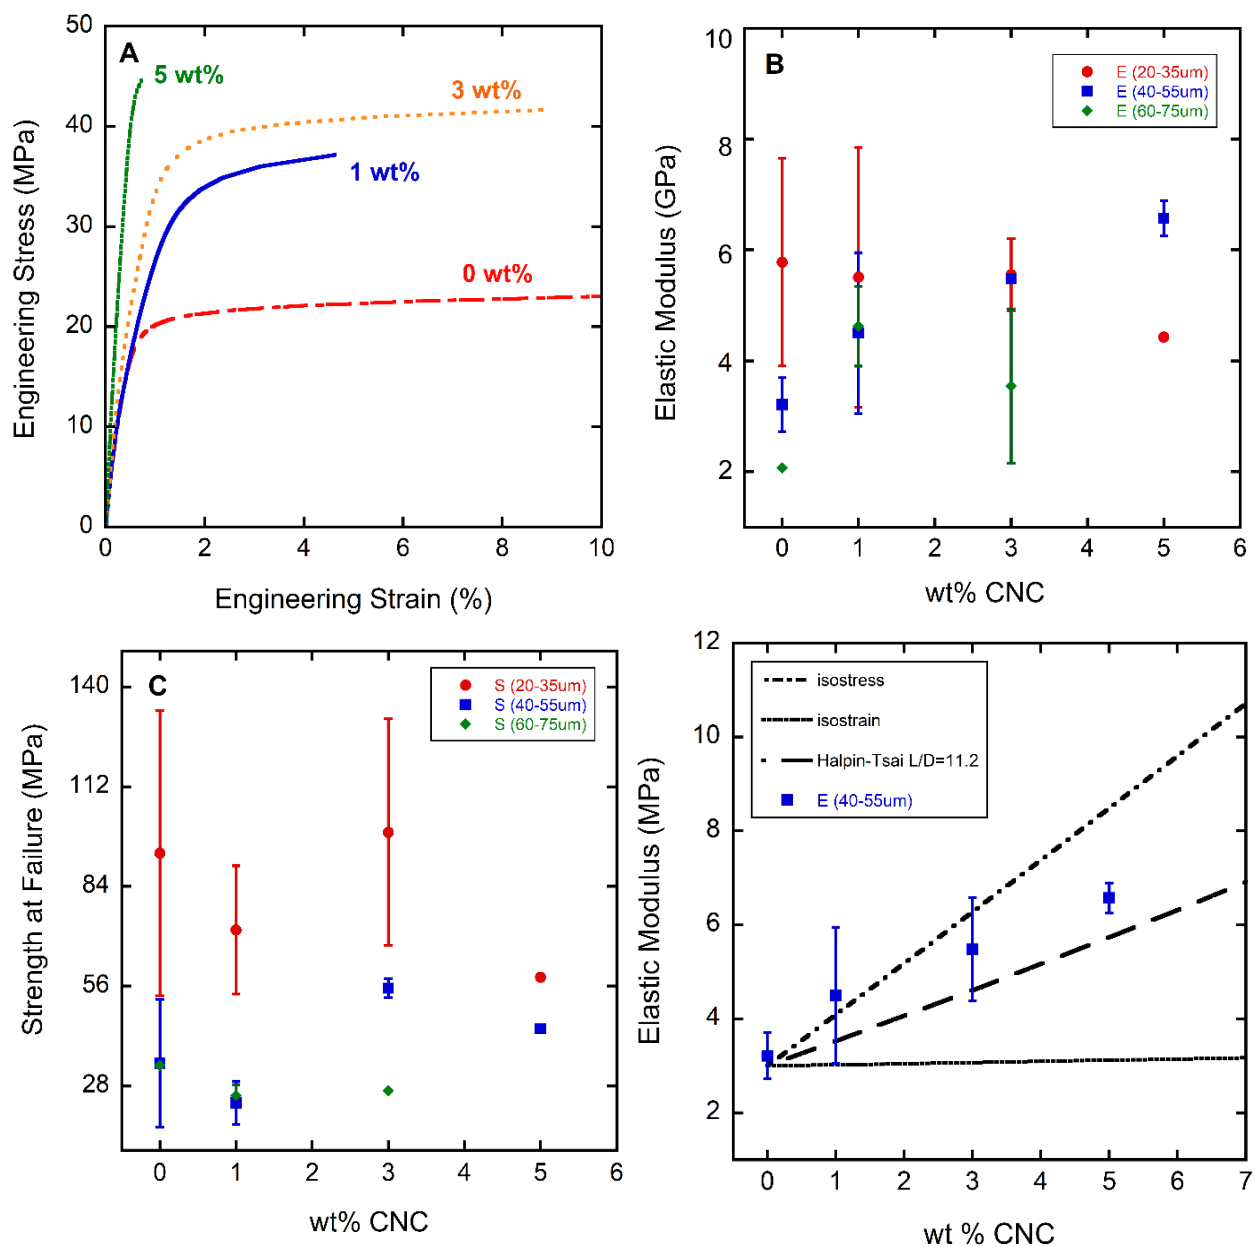 A
50
40
30
20
10
0
0 2 4 6 8 10
Engineering Stress (MPa)
Engineering Strain (%)
5 wt%
3 wt%
1 wt%
0 wt%
B
E (20-35um)
E (40-55um)
E (60-75um)
10
8
6
4
2
0 1 2 3 4 5 6
Elastic Modulus (GPa)
wt% CNC
C
S (20-35um)
S (40-55um)
S (60-75um)
140
112
84
56
28
0 1 2 3 4 5 6
Strength at Failure (MPa)
wt% CNC
isostress
isostrain
Halpin-Tsai L/D=11.2
E (40-55um)
12
10
8
6
4
2
0 1 2 3 4 5 6 7
Elastic Modulus (MPa)
wt % CNC